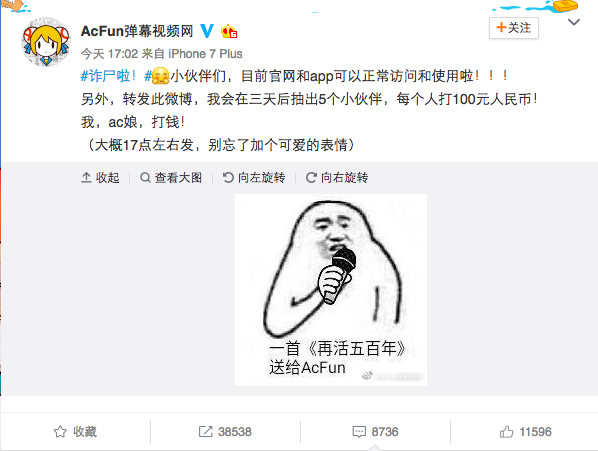 AcFun弹幕视频网
+关注
今天 17:02 来自 iPhone 7 Plus
#诈尸啦！#小伙伴们，目前官网和app可以正常访问和使用啦！！！
另外，转发此微博，我会在三天后抽出5个小伙伴，每个人打100元人民币！
我，ac娘，打钱！
（大概17点左右发，别忘了加个可爱的表情）
收起 查看大图 向左旋转 向右旋转
一首《再活五百年》
送给AcFun
收藏 38538 8736 11596